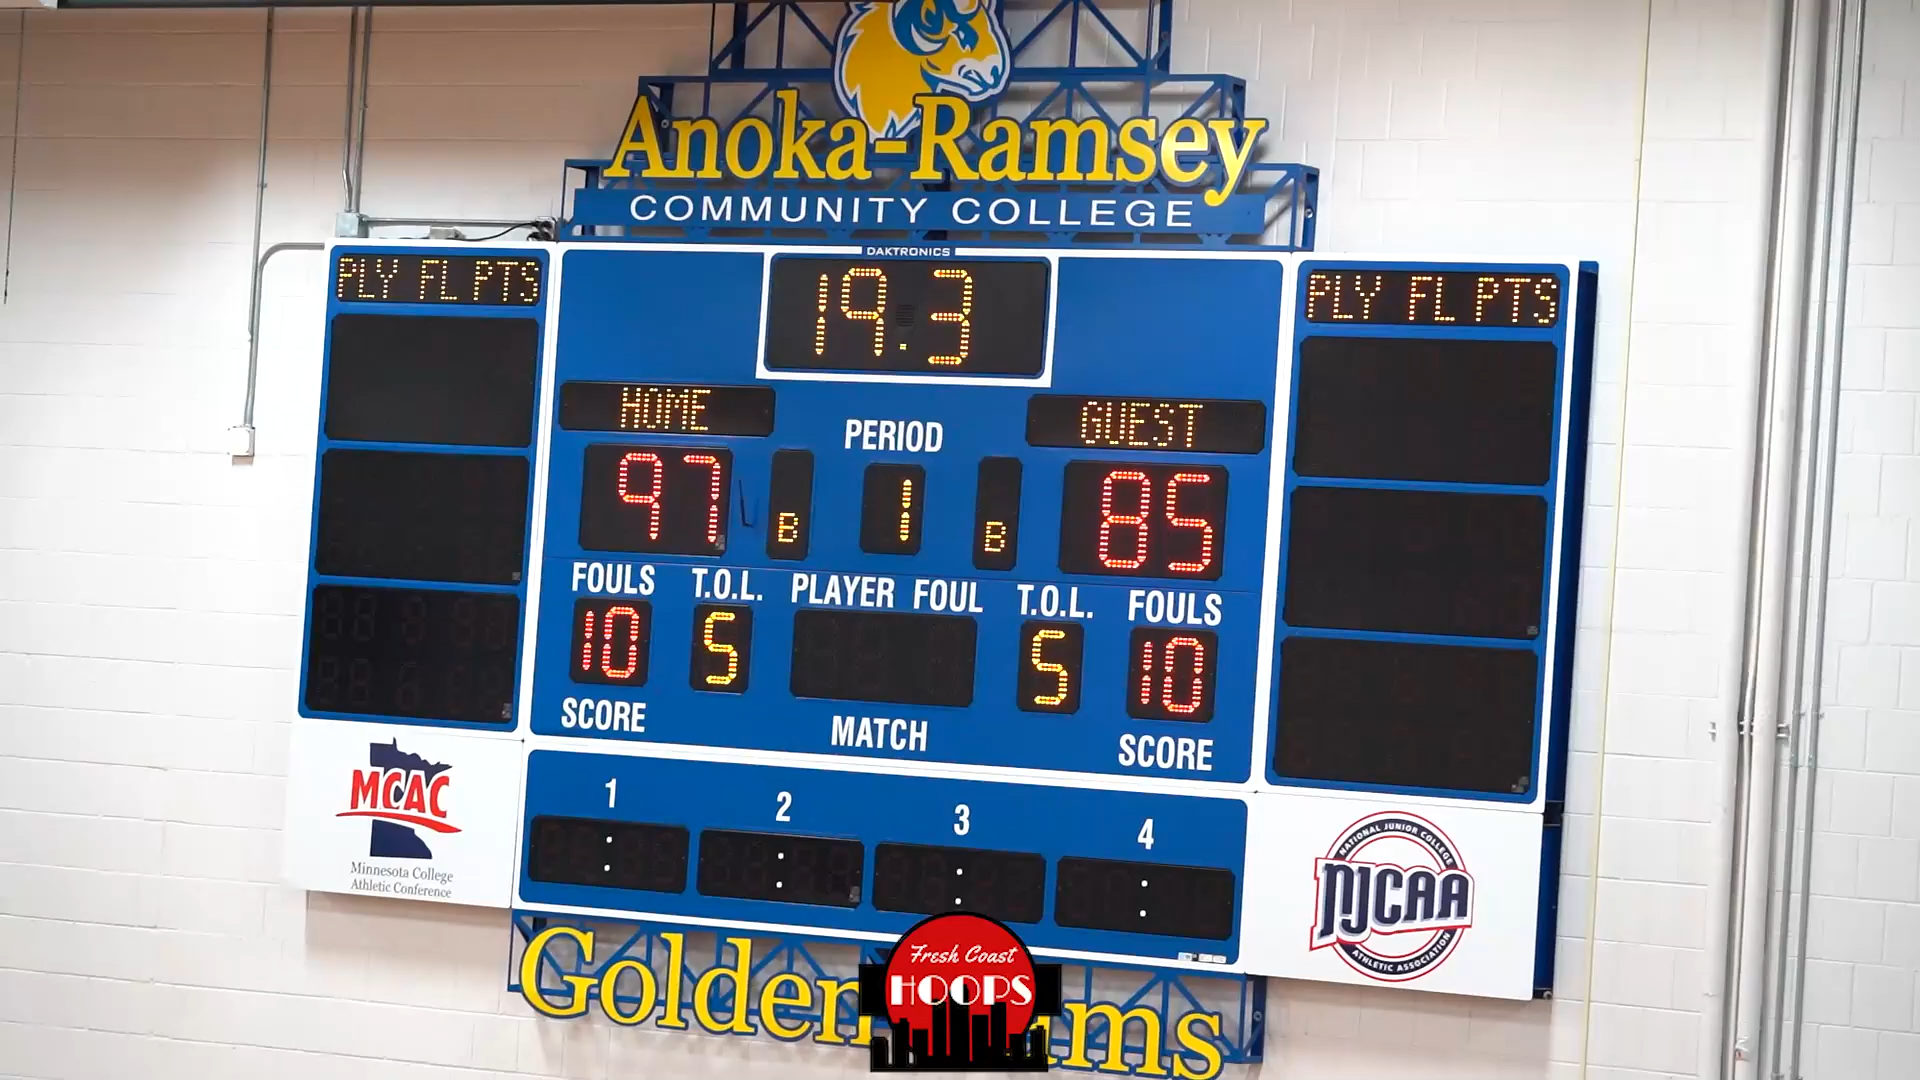 Anoka-Ramsey
COMMUNITY COLLEGE
DAKTRONICS
PLY FL PTS
19.3
PLY FL PTS
HOME
PERIOD
GUEST
97
B
1
B
85
FOULS
T.O.L.
PLAYER FOUL
T.O.L.
FOULS
10
5
5
10
SCORE
MATCH
SCORE
1
2
3
4
:
:
:
:
MCAC
Minnesota College
Athletic Conference
NATIONAL JUNIOR COLLEGE
NJCAA
ATHLETIC ASSOCIATION
Golden
ams
Fresh Coast
HOOPS